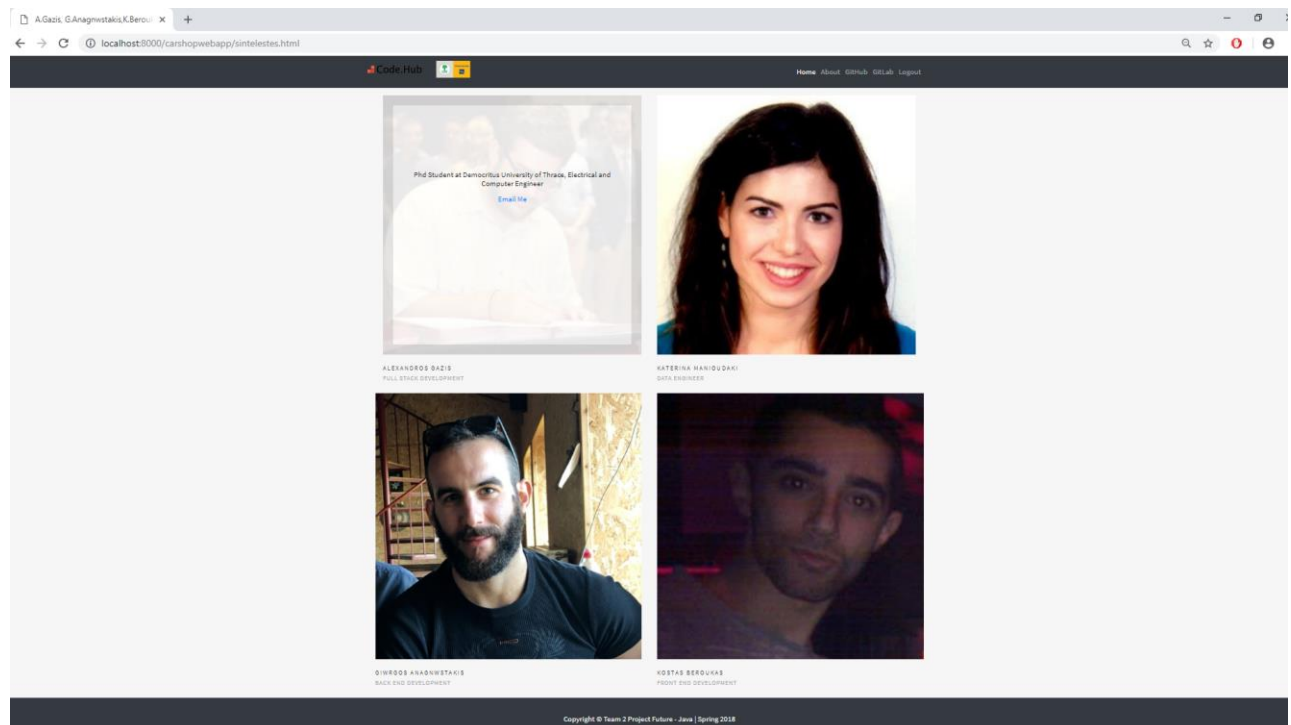 A.Gazis, G.Anagnwstakis,K.Berou
localhost:8000/carshopwebapp/sintelestes.html
Code.Hub
Home About GitHub GitLab Logout
Phd Student at Democritus University of Thrace, Electrical and
Computer Engineer
Email Me
ALEXANDROS GAZIS
FULL STACK DEVELOPMENT
KATERINA MANIOUDAKI
DATA ENGINEER
GIWRGOS ANAGNWSTAKIS
BACK END DEVELOPMENT
KOSTAS BEROUKAS
FRONT END DEVELOPMENT
Copyright © Team 2 Project Future - Java | Spring 2018